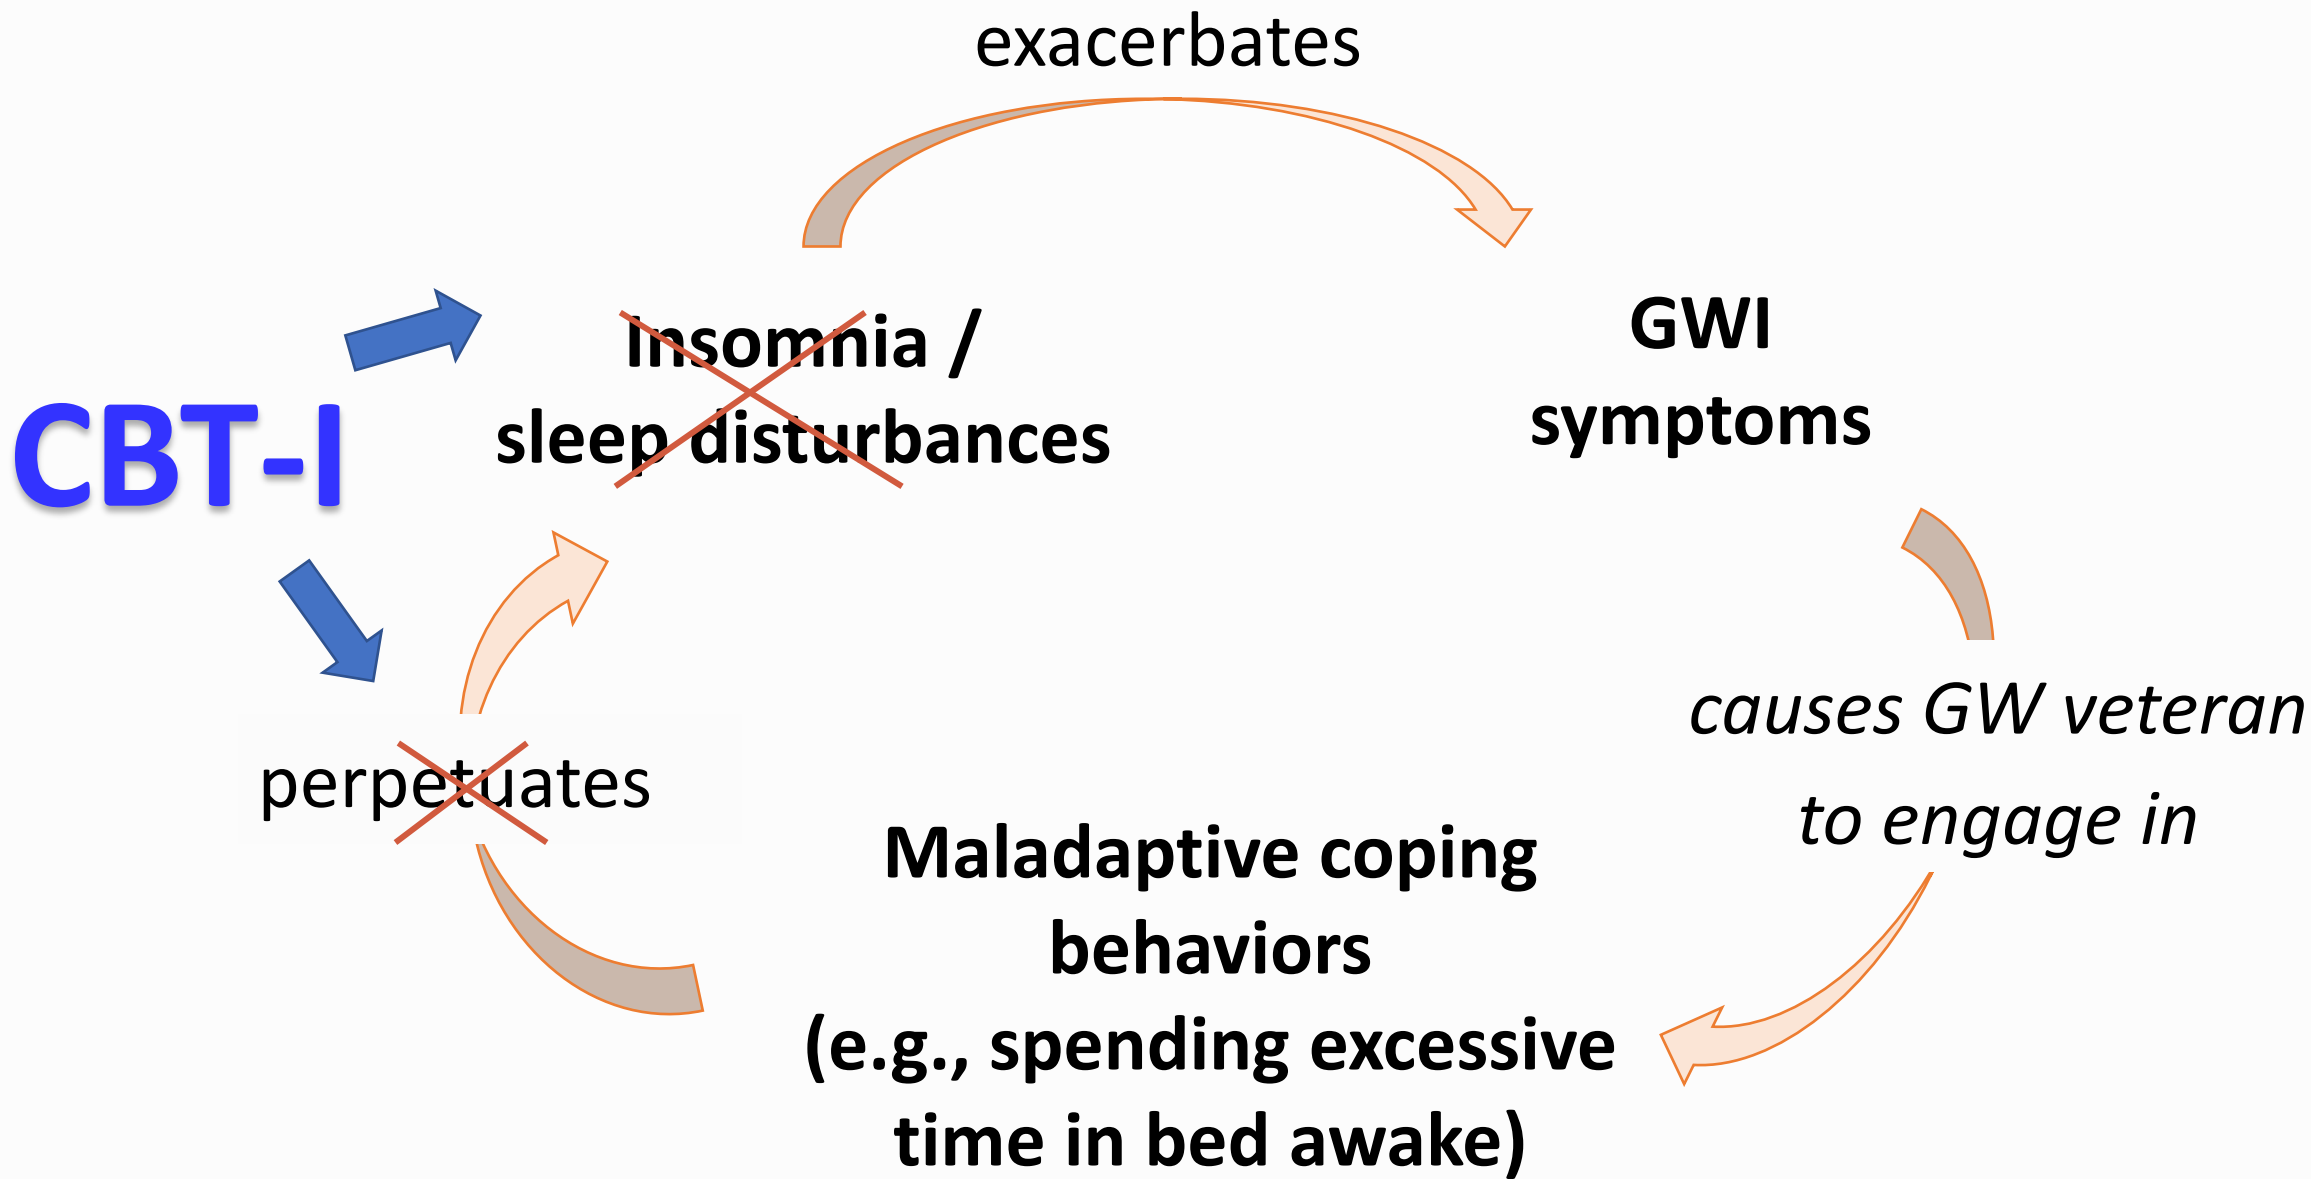 exacerbates
Insomnia /
sleep disturbances
GWI
symptoms
CBT-I
causes GW veteran
to engage in
perpetuates
Maladaptive coping
behaviors
(e.g., spending excessive
time in bed awake)